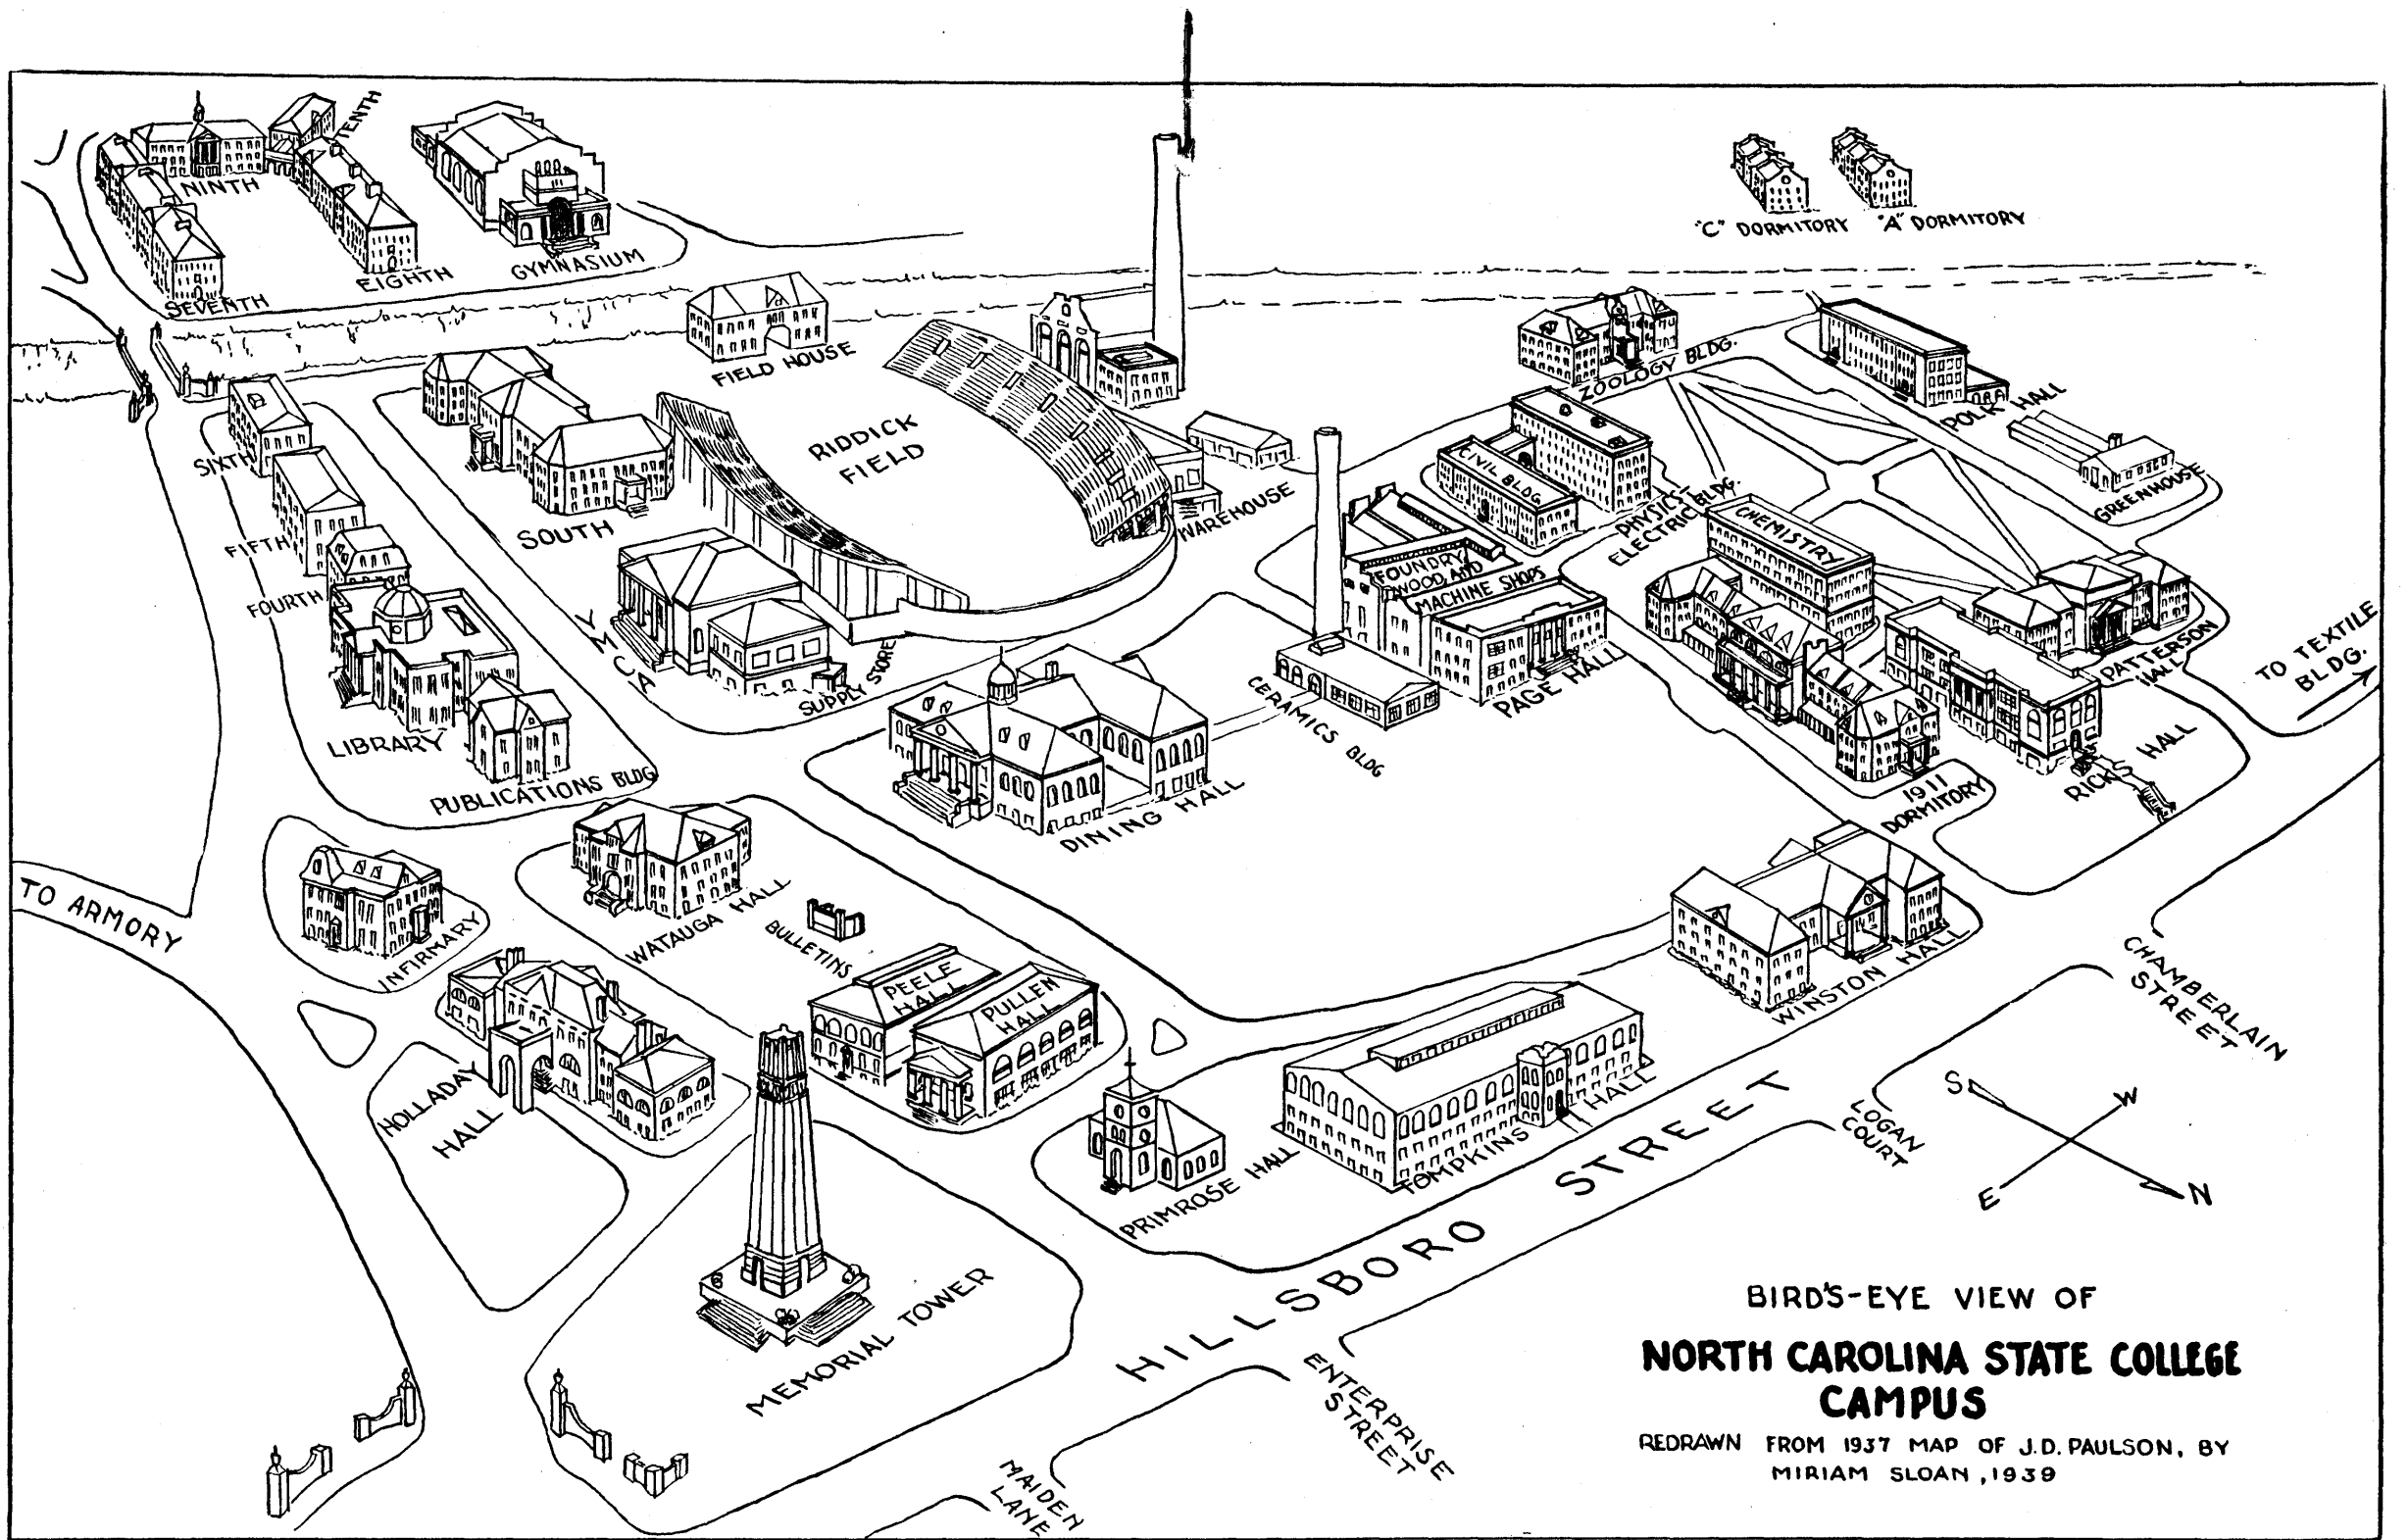 TENTH
NINTH
EIGHTH
SEVENTH
GYMNASIUM
"C" DORMITORY
"A" DORMITORY
FIELD HOUSE
RIDDICK
FIELD
ZOOLOGY BLDG.
POLK HALL
SIXTH
SOUTH
WAREHOUSE
CIVIL BLDG
PHYSICS-
ELECTRIC BLDG.
GREENHOUSE
FIFTH
FOURTH
CHEMISTRY
FOUNDRY,
WOOD AND
MACHINE SHOPS
YMCA
SUPPLY STORE
CERAMICS BLDG
PAGE HALL
PATTERSON
HALL
TO TEXTILE
BLDG.
LIBRARY
PUBLICATIONS BLDG
DINING HALL
1911
DORMITORY
RICKS HALL
TO ARMORY
INFIRMARY
WATAUGA HALL
BULLETINS
PEELE
HALL
PULLEN
HALL
WINSTON HALL
CHAMBERLAIN
STREET
HOLLADAY
HALL
PRIMROSE HALL
TOMPKINS HALL
LOGAN
COURT
S
W
E
N
MEMORIAL TOWER
HILLSBORO STREET
ENTERPRISE
STREET
MAIDEN
LANE
BIRD'S-EYE VIEW OF
NORTH CAROLINA STATE COLLEGE
CAMPUS
REDRAWN FROM 1937 MAP OF J.D. PAULSON, BY
MIRIAM SLOAN, 1939